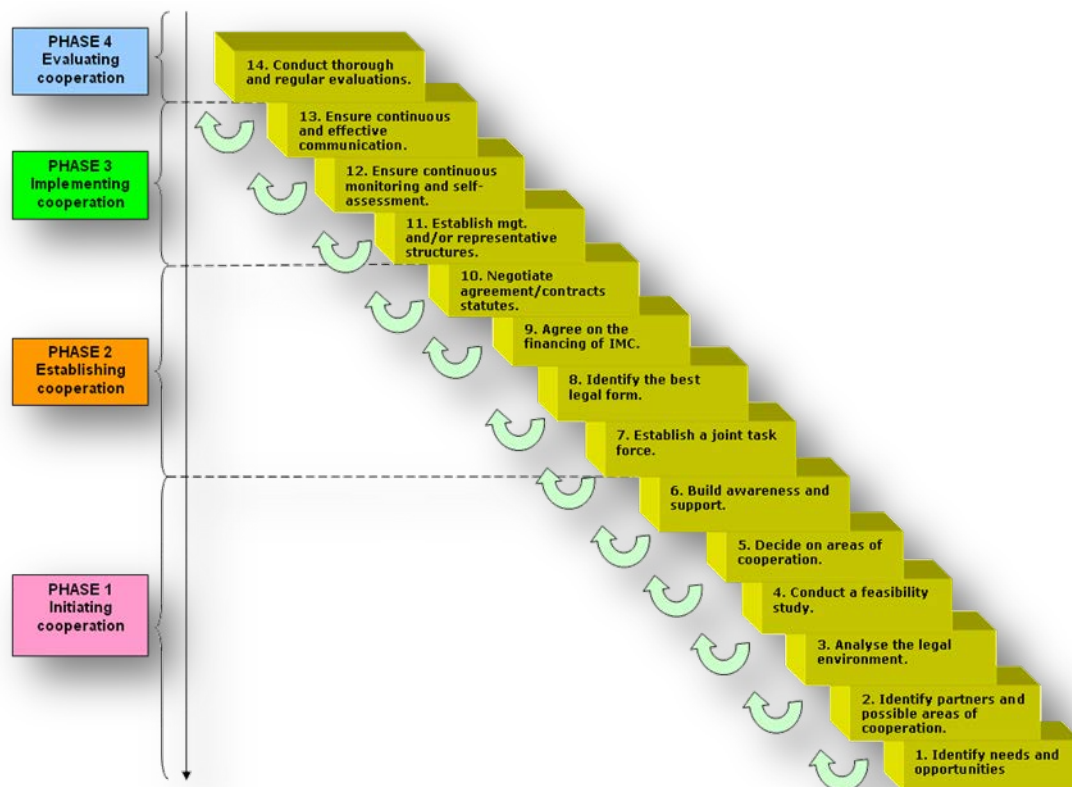 PHASE 4
Evaluating
cooperation
14. Conduct thorough
and regular evaluations.
13. Ensure continuous
and effective
communication.
PHASE 3
Implementing
cooperation
12. Ensure continuous
monitoring and self-
assessment.
11. Establish mgt.
and/or representative
structures.
10. Negotiate
agreement/contracts
statutes.
PHASE 2
Establishing
cooperation
9. Agree on the
financing of IMC.
8. Identify the best
legal form.
7. Establish a joint task
force.
6. Build awareness and
support.
5. Decide on areas of
cooperation.
PHASE 1
Initiating
cooperation
4. Conduct a feasibility
study.
3. Analyse the legal
environment.
2. Identify partners and
possible areas of
cooperation.
1. Identify needs and
opportunities